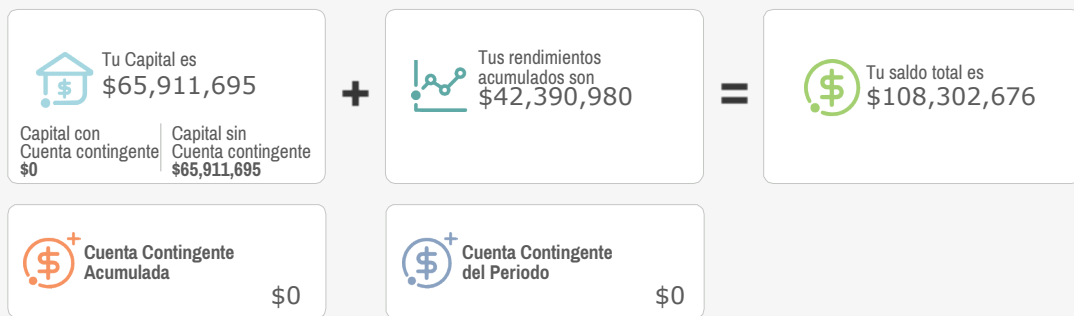 Tu Capital es
$65,911,695
Capital con
Cuenta contingente
$0
Capital sin
Cuenta contingente
$65,911,695
+
Tus rendimientos
acumulados son
$42,390,980
=
Tu saldo total es
$108,302,676
Cuenta Contingente
Acumulada
$0
Cuenta Contingente
del Periodo
$0